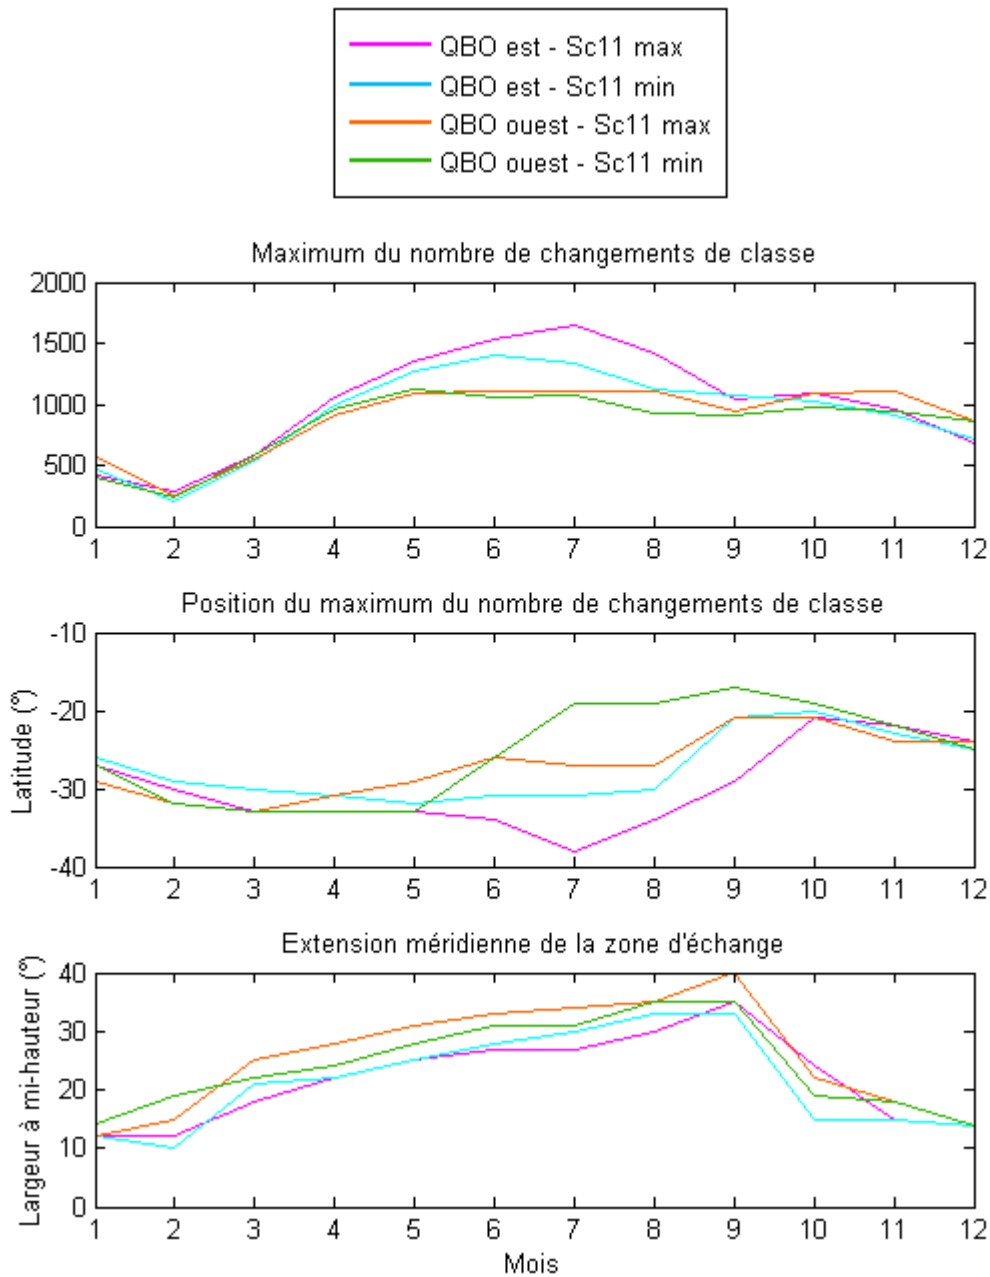 QBO est - Sc11 max
QBO est - Sc11 min
QBO ouest - Sc11 max
QBO ouest - Sc11 min
Maximum du nombre de changements de classe
2000
1500
1000
500
0
1 2 3 4 5 6 7 8 9 10 11 12
Position du maximum du nombre de changements de classe
Latitude (°)
-10
-20
-30
-40
1 2 3 4 5 6 7 8 9 10 11 12
Extension méridienne de la zone d'échange
Largeur à mi-hauteur (°)
40
30
20
10
0
1 2 3 4 5 6 7 8 9 10 11 12
Mois